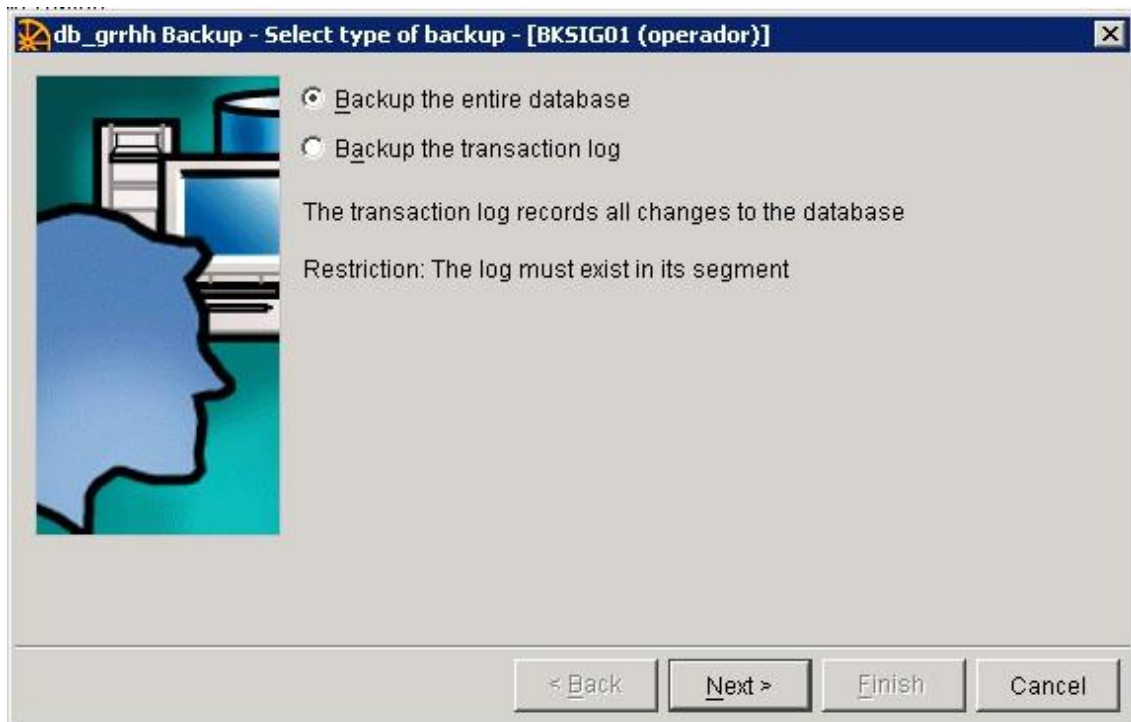 db_grrhh Backup - Select type of backup - [BKSIG01 (operador)]
Backup the entire database
Backup the transaction log
The transaction log records all changes to the database
Restriction: The log must exist in its segment
< Back Next > Finish Cancel